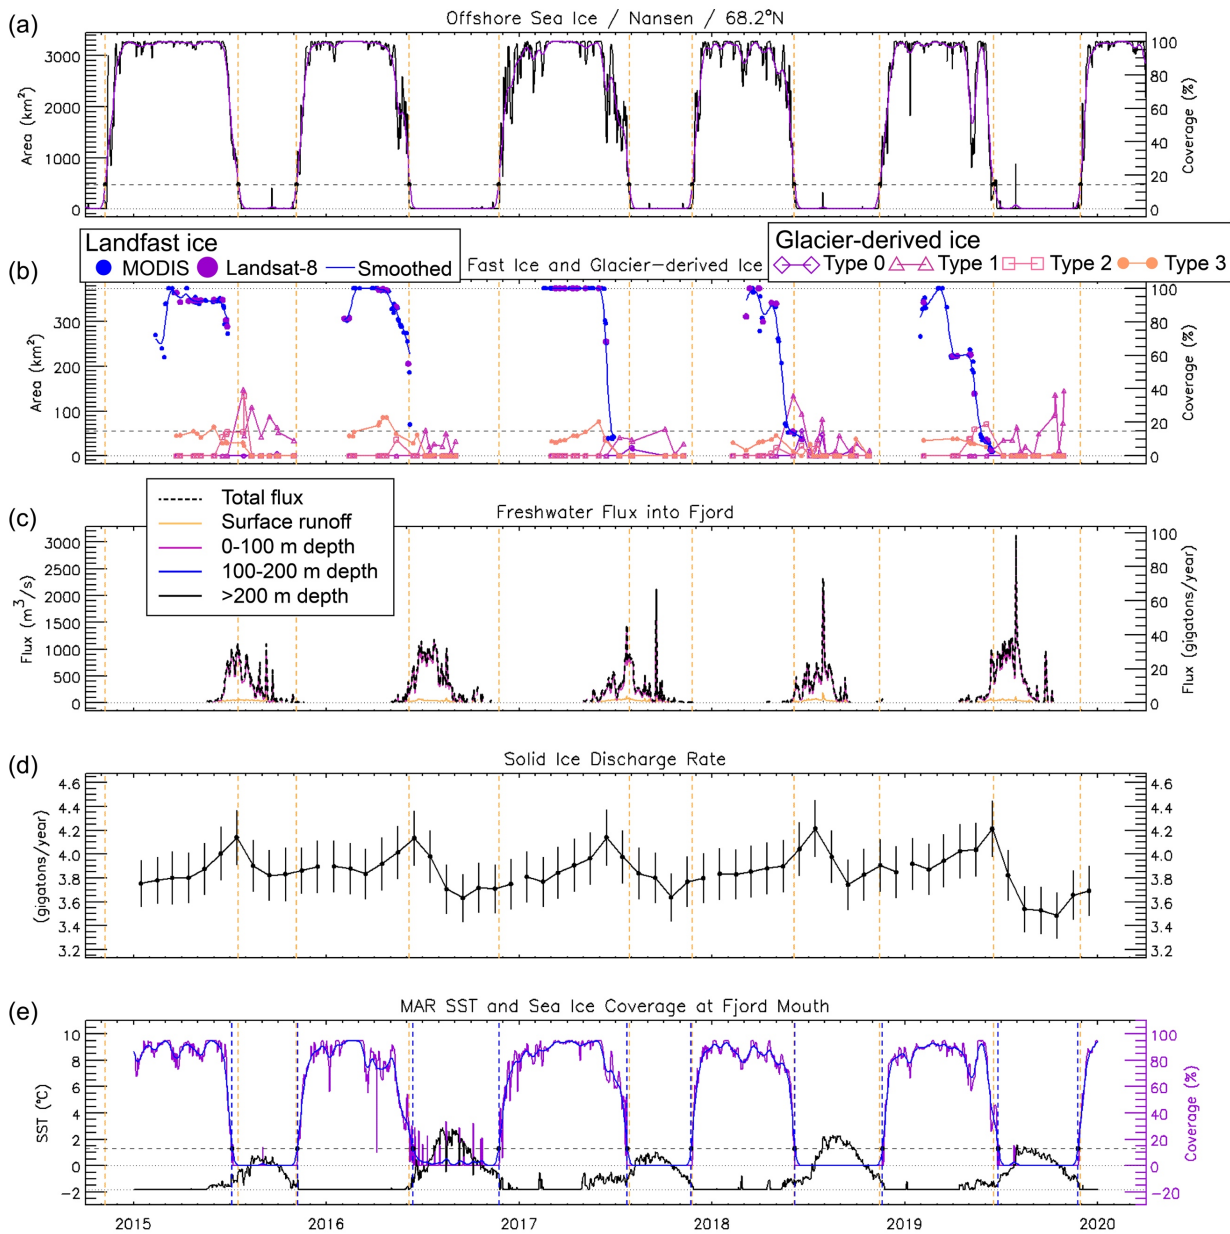 (a)
Offshore Sea Ice / Nansen / 68.2°N
3000
2000
1000
0
Area (km²)
100
80
60
40
20
0
Coverage (%)
Landfast ice
MODIS
Landsat-8
Smoothed
Glacier-derived ice
Type 0
Type 1
Type 2
Type 3
(b)
Fast Ice and Glacier-derived Ice
300
200
100
0
Area (km²)
100
80
60
40
20
0
Coverage (%)
Total flux
Surface runoff
0-100 m depth
100-200 m depth
>200 m depth
(c)
Freshwater Flux into Fjord
3000
2500
2000
1500
1000
500
0
Flux (m³/s)
100
80
60
40
20
0
Flux (gigatons/year)
(d)
Solid Ice Discharge Rate
4.6
4.4
4.2
4.0
3.8
3.6
3.4
3.2
(gigatons/year)
4.6
4.4
4.2
4.0
3.8
3.6
3.4
3.2
(gigatons/year)
(e)
MAR SST and Sea Ice Coverage at Fjord Mouth
10
8
6
4
2
0
−2
SST (°C)
100
80
60
40
20
0
−20
Coverage (%)
2015
2016
2017
2018
2019
2020